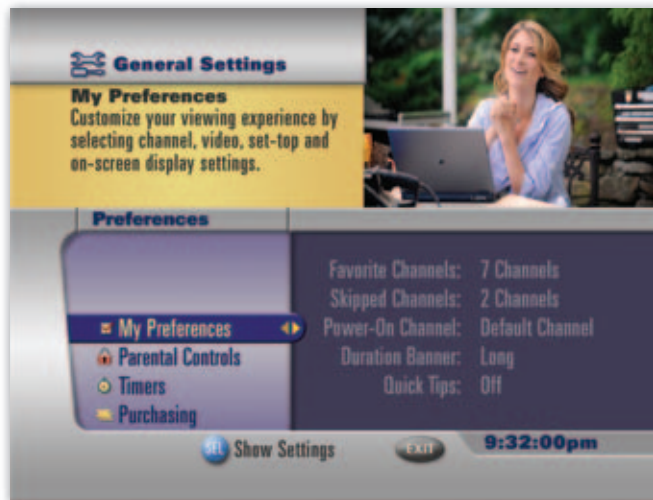 General Settings
My Preferences
Customize your viewing experience by
selecting channel, video, set-top and
on-screen display settings.
Preferences
Favorite Channels: 7 Channels
Skipped Channels: 2 Channels
My Preferences Power-On Channel: Default Channel
Parental Controls Duration Banner: Long
Timers Quick Tips: Off
Purchasing
SEL Show Settings EXIT 9:32:00pm